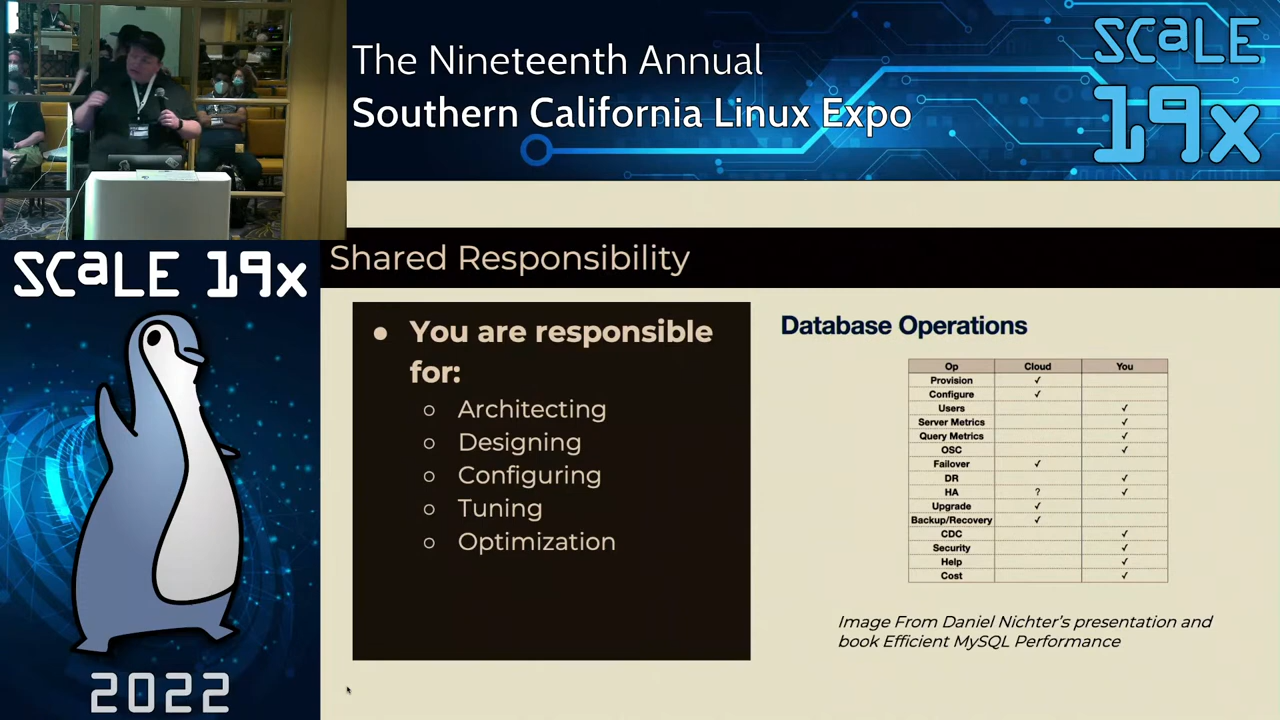 The Nineteenth Annual
Southern California Linux Expo
SCaLE
19x
SCaLE 19x
2022
Shared Responsibility
● You are responsible
for:
○ Architecting
○ Designing
○ Configuring
○ Tuning
○ Optimization
Database Operations
Op Cloud You
Provision ✓
Configure ✓
Users ✓
Server Metrics ✓
Query Metrics ✓
OSC ✓
Failover ✓
DR ✓
HA ? ✓
Upgrade ✓
Backup/Recovery ✓
CDC ✓
Security ✓
Help ✓
Cost ✓
Image From Daniel Nichter's presentation and
book Efficient MySQL Performance